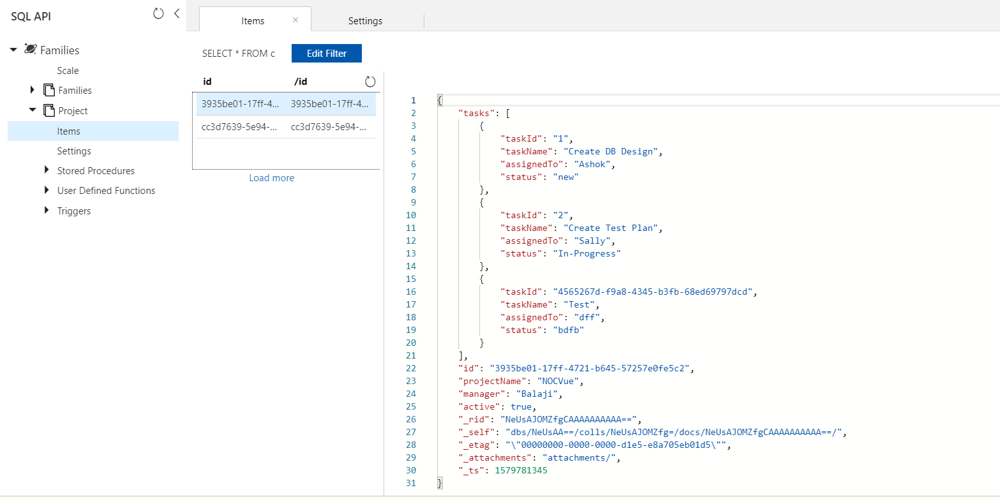 SQL API
Families
Scale
Families
Project
Items
Settings
Stored Procedures
User Defined Functions
Triggers
Items
Settings
SELECT * FROM c
Edit Filter
id /id
3935be01-17ff-4... 3935be01-17ff-4...
cc3d7639-5e94-... cc3d7639-5e94-...
Load more
1 {
2 "tasks": [
3 {
4 "taskId": "1",
5 "taskName": "Create DB Design",
6 "assignedTo": "Ashok",
7 "status": "new"
8 },
9 {
10 "taskId": "2",
11 "taskName": "Create Test Plan",
12 "assignedTo": "Sally",
13 "status": "In-Progress"
14 },
15 {
16 "taskId": "4565267d-f9a8-4345-b3fb-68ed69797dcd",
17 "taskName": "Test",
18 "assignedTo": "dff",
19 "status": "bdfb"
20 }
21 ],
22 "id": "3935be01-17ff-4721-b645-57257e0fe5c2",
23 "projectName": "NOCVue",
24 "manager": "Balaji",
25 "active": true,
26 "_rid": "NeUsAJOMZfgCAAAAAAAAAA==",
27 "_self": "dbs/NeUsAA==/colls/NeUsAJOMZfg=/docs/NeUsAJOMZfgCAAAAAAAAAA==/",
28 "_etag": "\"00000000-0000-0000-d1e5-e8a705eb01d5\"",
29 "_attachments": "attachments/",
30 "_ts": 1579781345
31 }